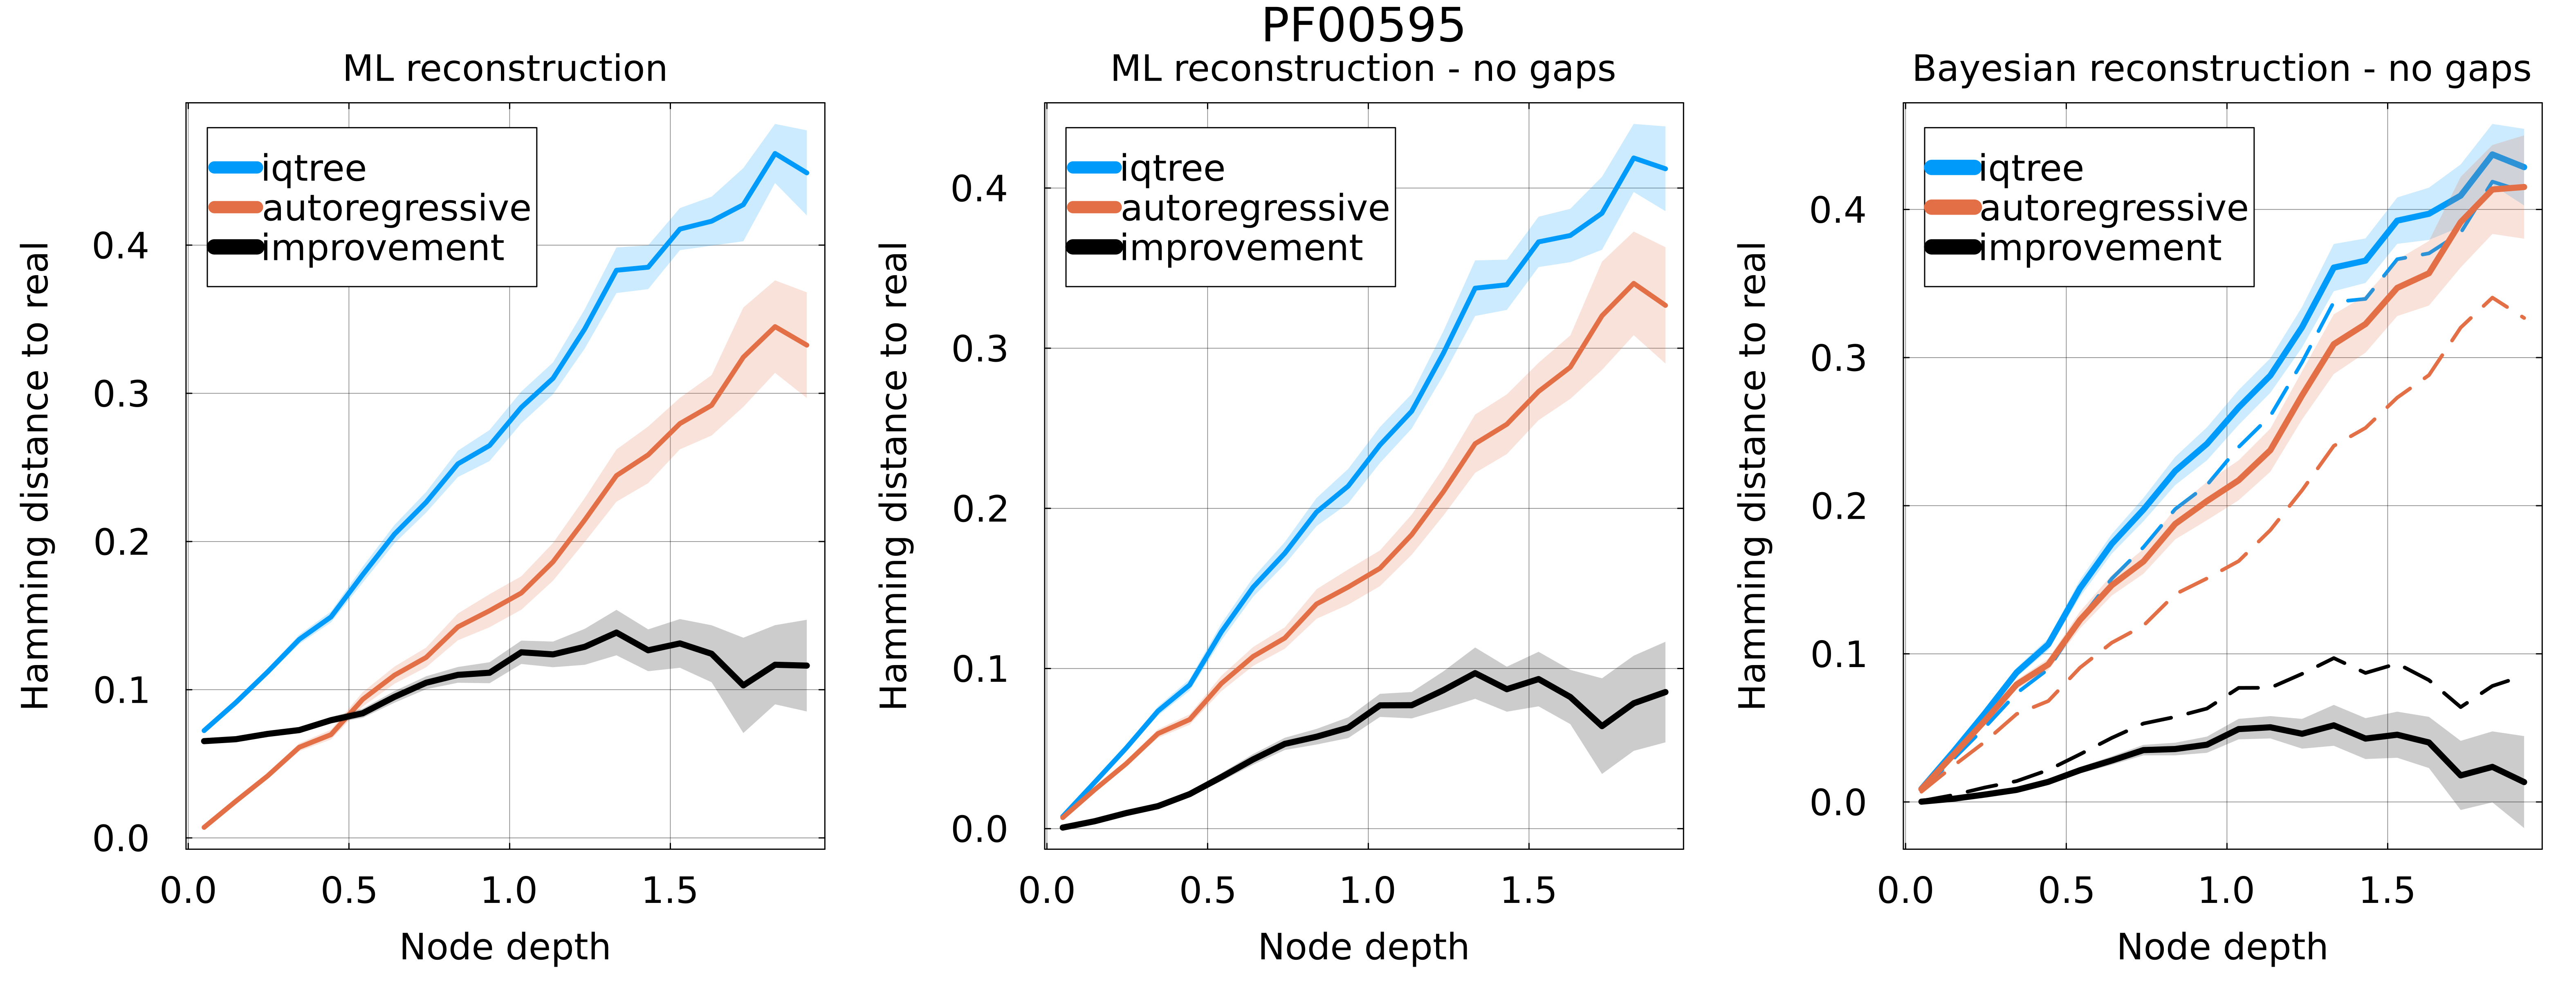 PF00595
ML reconstruction
iqtree
autoregressive
improvement
Hamming distance to real
0.4
0.3
0.2
0.1
0.0
0.0 0.5 1.0 1.5
Node depth
ML reconstruction - no gaps
iqtree
autoregressive
improvement
Hamming distance to real
0.4
0.3
0.2
0.1
0.0
0.0 0.5 1.0 1.5
Node depth
Bayesian reconstruction - no gaps
iqtree
autoregressive
improvement
Hamming distance to real
0.4
0.3
0.2
0.1
0.0
0.0 0.5 1.0 1.5
Node depth